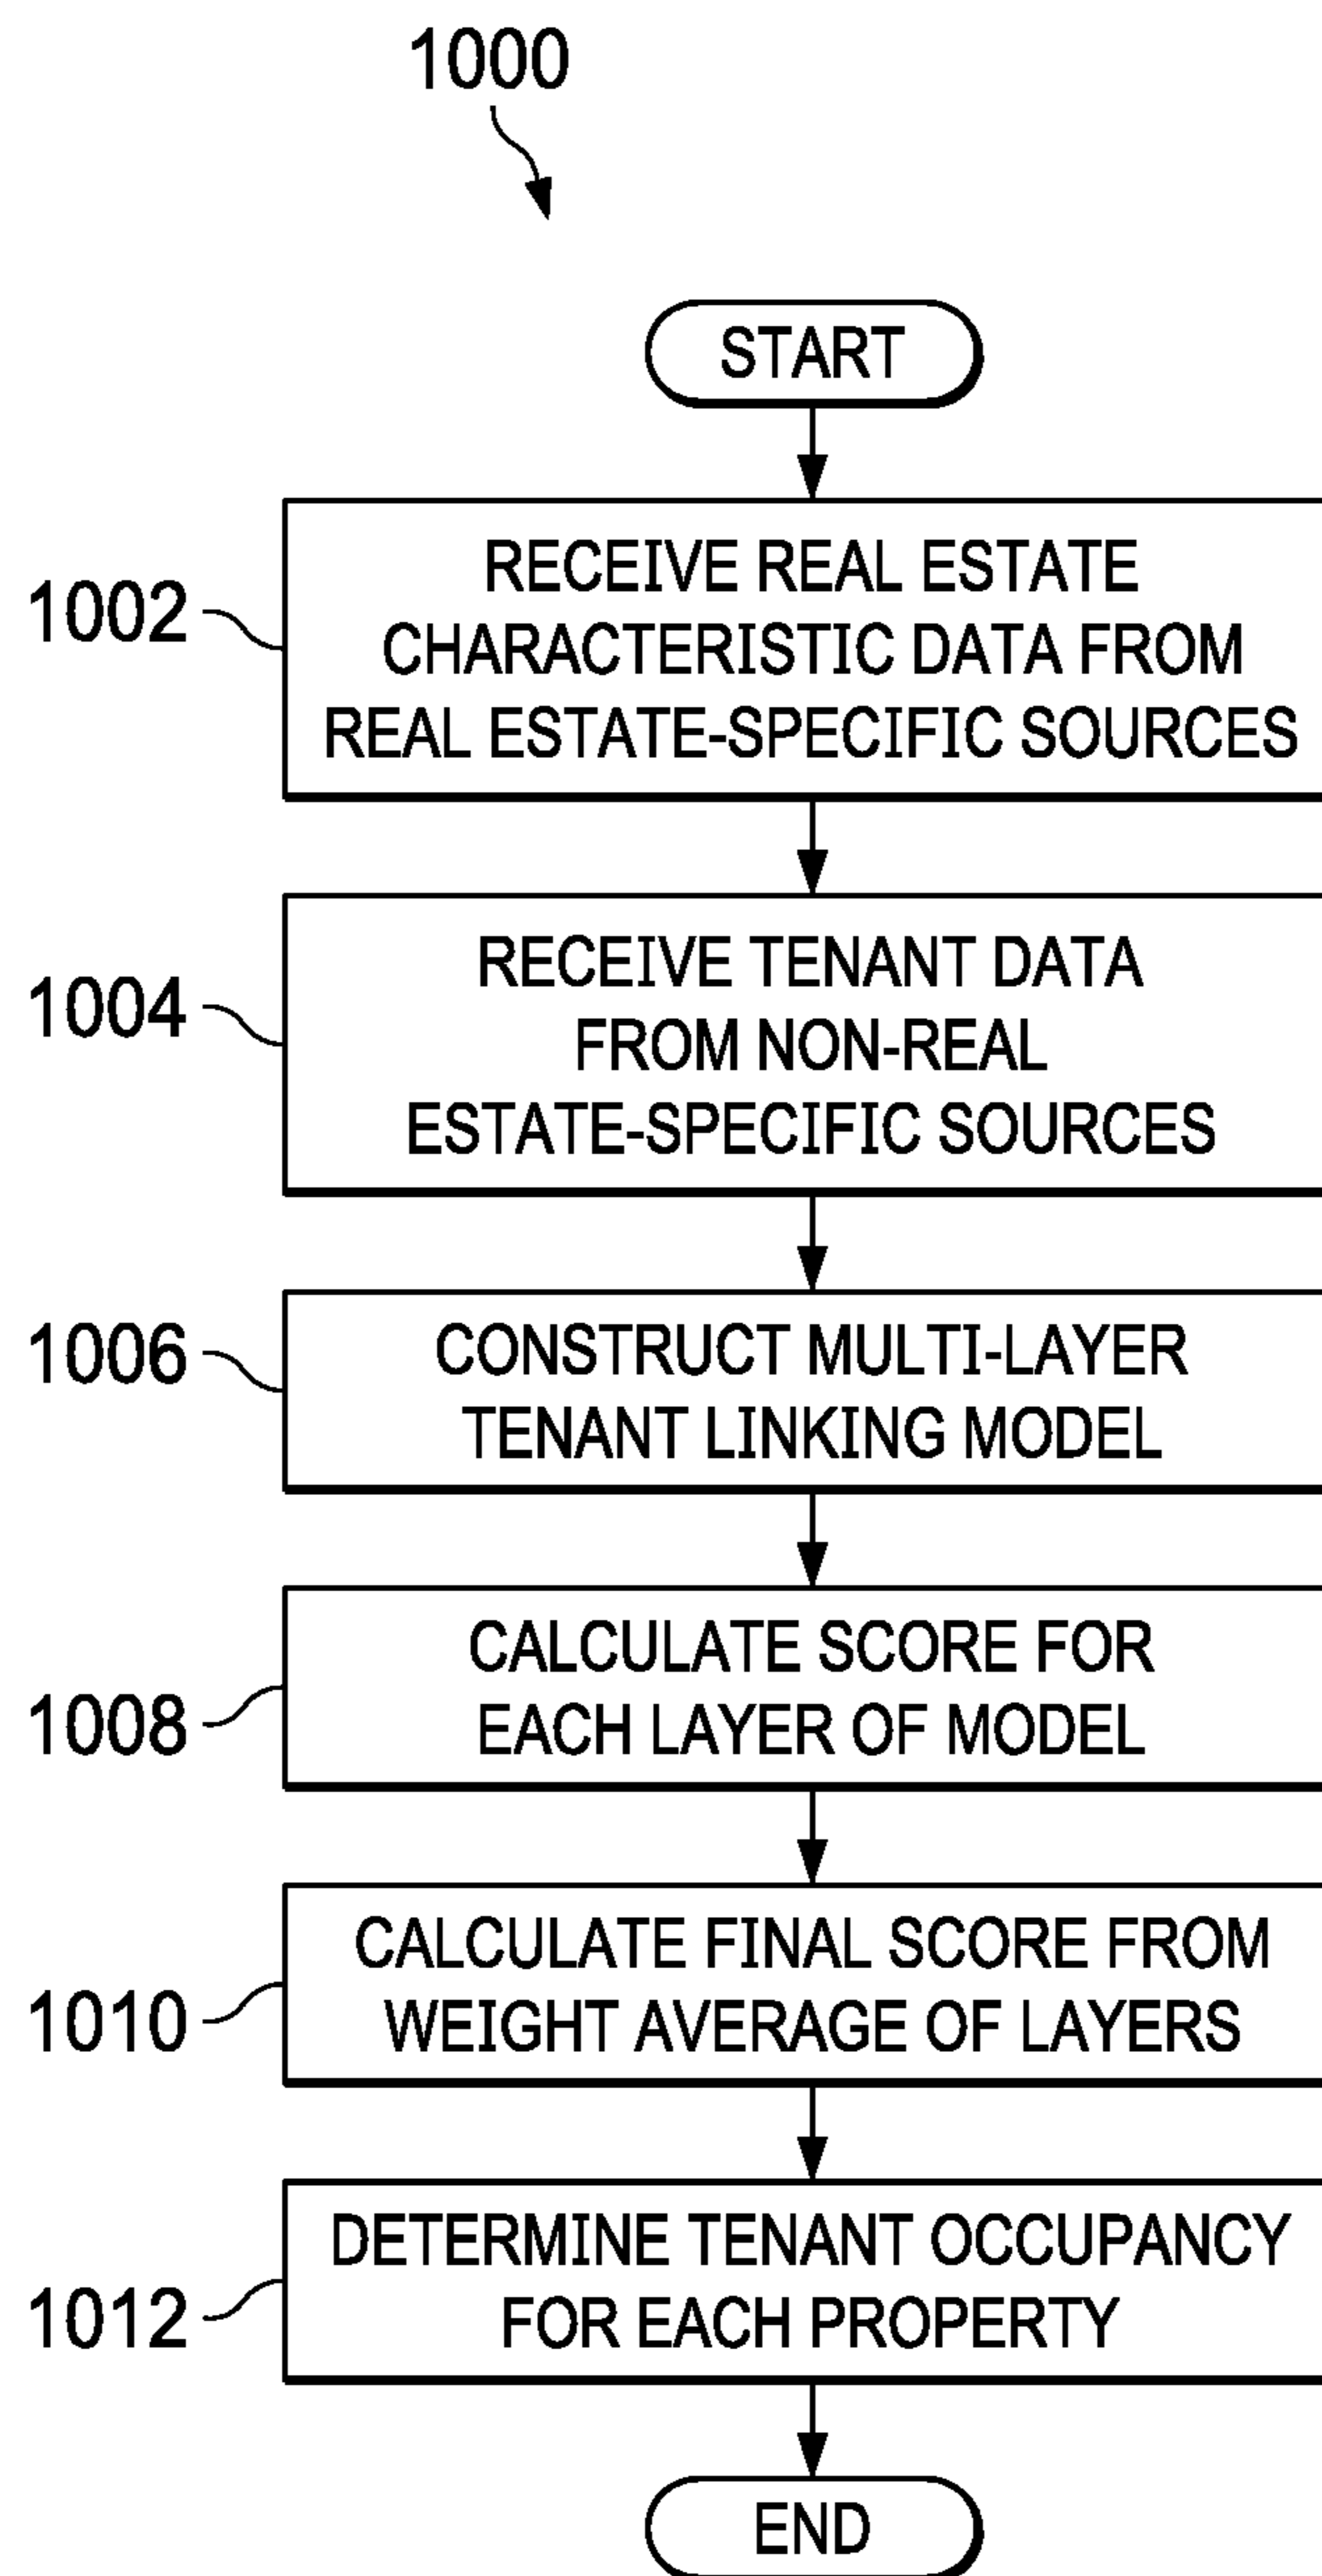 1000
START
1002
RECEIVE REAL ESTATE
CHARACTERISTIC DATA FROM
REAL ESTATE-SPECIFIC SOURCES
1004
RECEIVE TENANT DATA
FROM NON-REAL
ESTATE-SPECIFIC SOURCES
1006
CONSTRUCT MULTI-LAYER
TENANT LINKING MODEL
1008
CALCULATE SCORE FOR
EACH LAYER OF MODEL
1010
CALCULATE FINAL SCORE FROM
WEIGHT AVERAGE OF LAYERS
1012
DETERMINE TENANT OCCUPANCY
FOR EACH PROPERTY
END